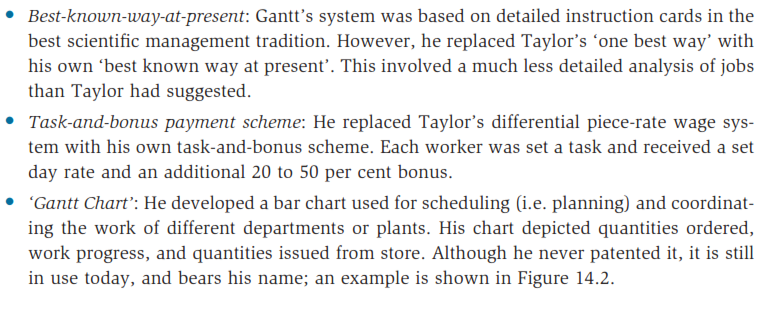 • Best-known-way-at-present: Gantt’s system was based on detailed instruction cards in the
best scientific management tradition. However, he replaced Taylor’s ‘one best way’ with
his own ‘best known way at present’. This involved a much less detailed analysis of jobs
than Taylor had suggested.
• Task-and-bonus payment scheme: He replaced Taylor’s differential piece-rate wage sys-
tem with his own task-and-bonus scheme. Each worker was set a task and received a set
day rate and an additional 20 to 50 per cent bonus.
• ‘Gantt Chart’: He developed a bar chart used for scheduling (i.e. planning) and coordinat-
ing the work of different departments or plants. His chart depicted quantities ordered,
work progress, and quantities issued from store. Although he never patented it, it is still
in use today, and bears his name; an example is shown in Figure 14.2.